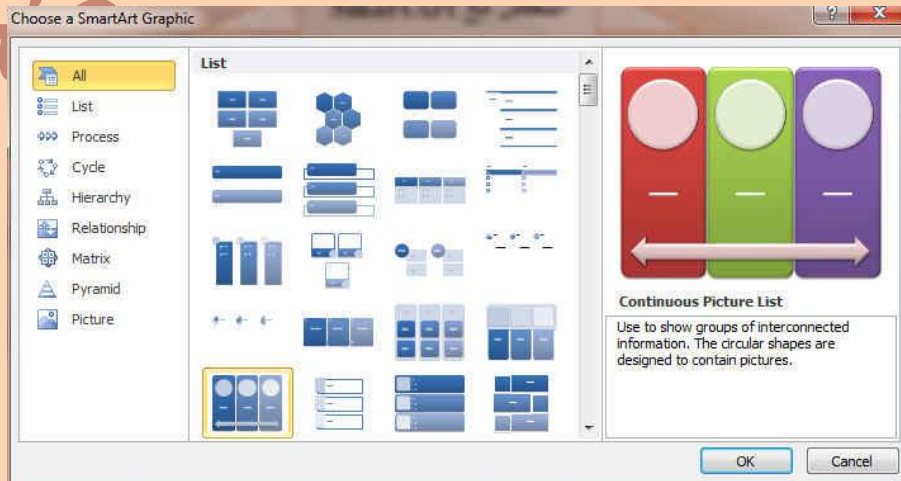 Choose a SmartArt Graphic
All
List
Process
Cycle
Hierarchy
Relationship
Matrix
Pyramid
Picture
List
Continuous Picture List
Use to show groups of interconnected
information. The circular shapes are
designed to contain pictures.
OK
Cancel